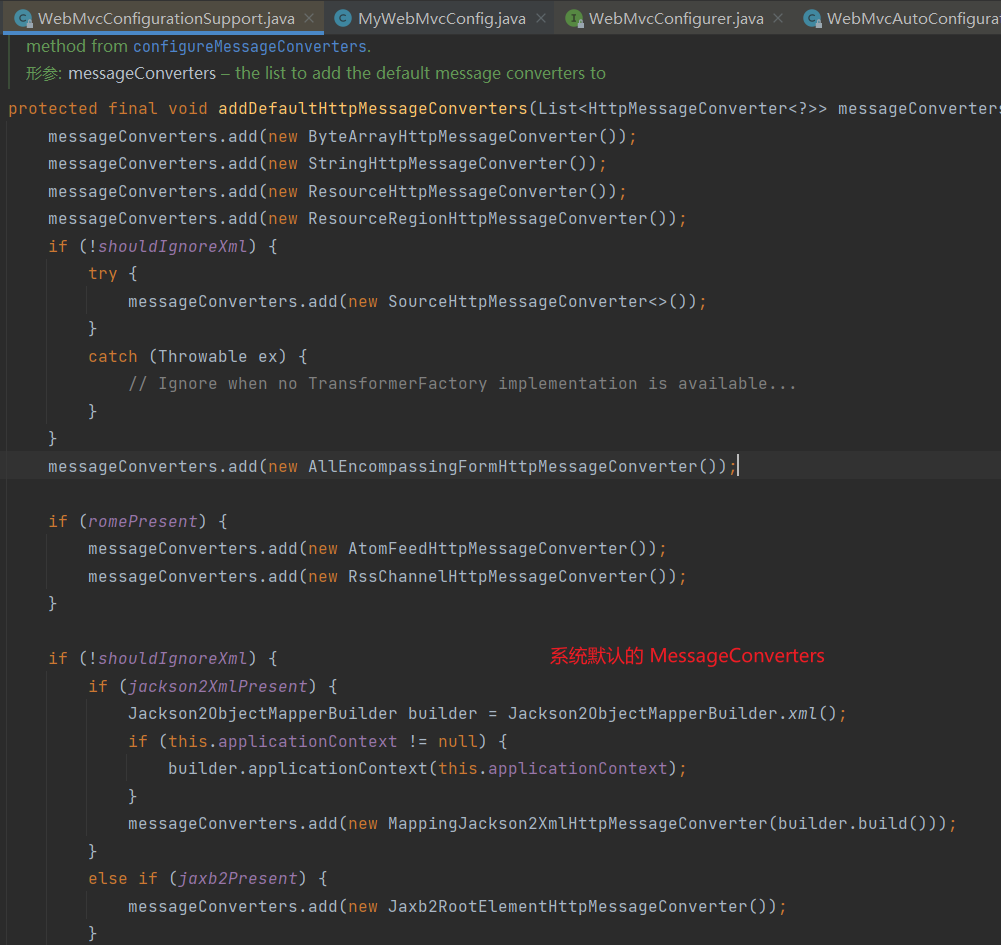 WebMvcConfigurationSupport.java × MyWebMvcConfig.java × WebMvcConfigurer.java × WebMvcAutoConfigurat
method from configureMessageConverters.
形参: messageConverters – the list to add the default message converters to
protected final void addDefaultHttpMessageConverters(List<HttpMessageConverter<?>> messageConverters
messageConverters.add(new ByteArrayHttpMessageConverter());
messageConverters.add(new StringHttpMessageConverter());
messageConverters.add(new ResourceHttpMessageConverter());
messageConverters.add(new ResourceRegionHttpMessageConverter());
if (!shouldIgnoreXml) {
try {
messageConverters.add(new SourceHttpMessageConverter<>());
}
catch (Throwable ex) {
// Ignore when no TransformerFactory implementation is available...
}
}
messageConverters.add(new AllEncompassingFormHttpMessageConverter());
if (romePresent) {
messageConverters.add(new AtomFeedHttpMessageConverter());
messageConverters.add(new RssChannelHttpMessageConverter());
}
if (!shouldIgnoreXml) {
系统默认的 MessageConverters
if (jackson2XmlPresent) {
Jackson2ObjectMapperBuilder builder = Jackson2ObjectMapperBuilder.xml();
if (this.applicationContext != null) {
builder.applicationContext(this.applicationContext);
}
messageConverters.add(new MappingJackson2XmlHttpMessageConverter(builder.build()));
}
else if (jaxb2Present) {
messageConverters.add(new Jaxb2RootElementHttpMessageConverter());
}